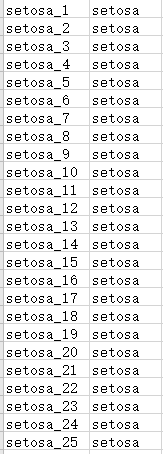 setosa_1 setosa
setosa_2 setosa
setosa_3 setosa
setosa_4 setosa
setosa_5 setosa
setosa_6 setosa
setosa_7 setosa
setosa_8 setosa
setosa_9 setosa
setosa_10 setosa
setosa_11 setosa
setosa_12 setosa
setosa_13 setosa
setosa_14 setosa
setosa_15 setosa
setosa_16 setosa
setosa_17 setosa
setosa_18 setosa
setosa_19 setosa
setosa_20 setosa
setosa_21 setosa
setosa_22 setosa
setosa_23 setosa
setosa_24 setosa
setosa_25 setosa